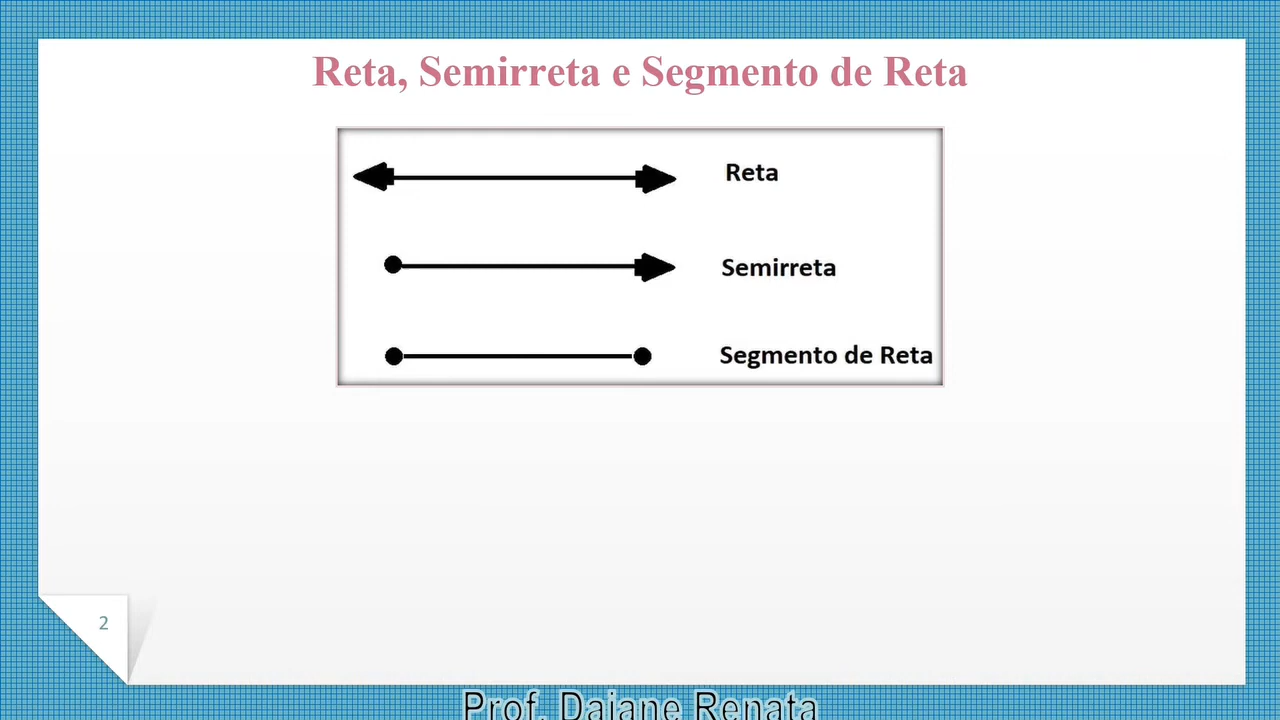 Reta, Semirreta e Segmento de Reta
Reta
Semirreta
Segmento de Reta
2
Prof. Daiane Renata